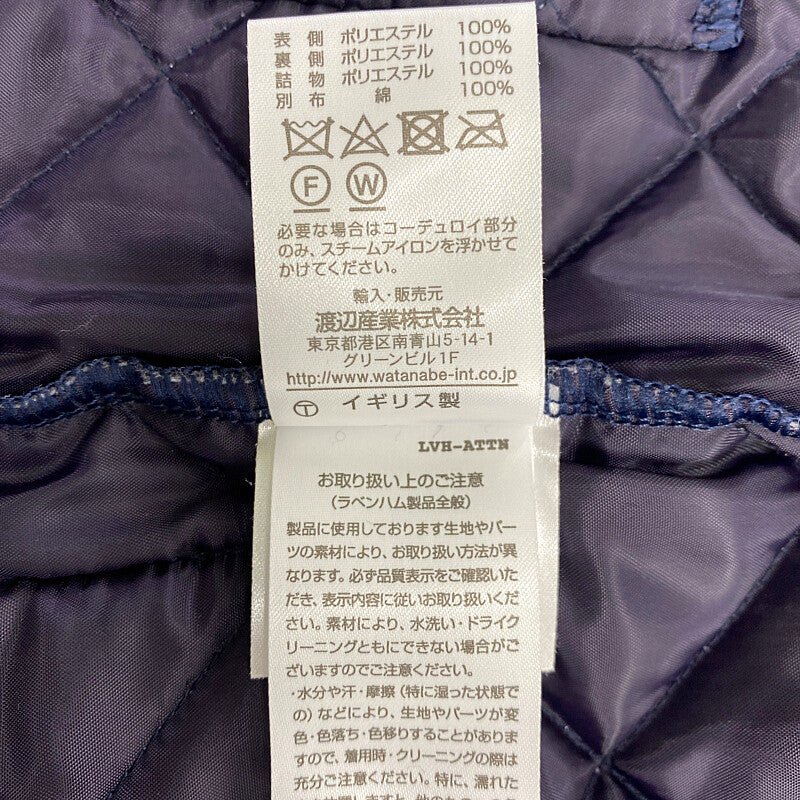 表側 ポリエステル 100%
裏側 ポリエステル 100%
詰物 ポリエステル 100%
別布 綿 100%
F W
必要な場合はコーデュロイ部分
のみ、スチームアイロンを浮かせて
かけてください。
輸入・販売元
渡辺産業株式会社
東京都港区南青山5-14-1
グリーンビル1F
http://www.watanabe-int.co.jp
T イギリス製
LVH-ATTN
お取り扱い上のご注意
(ラベンハム製品全般)
製品に使用しております生地やパー
ツの素材により、お取り扱い方法が異
なります。必ず品質表示をご確認いた
だき、表示内容に従いお取り扱いくだ
さい。素材により、水洗い・ドライク
リーニングともにできない場合がござ
いますのでご注意ください。
・水分や汗・摩擦(特に湿った状態で
の)などにより、生地やパーツが変
色・色落ち・色移りすることがありま
すので、着用時・クリーニングの際は
充分ご注意ください。特に、濡れた